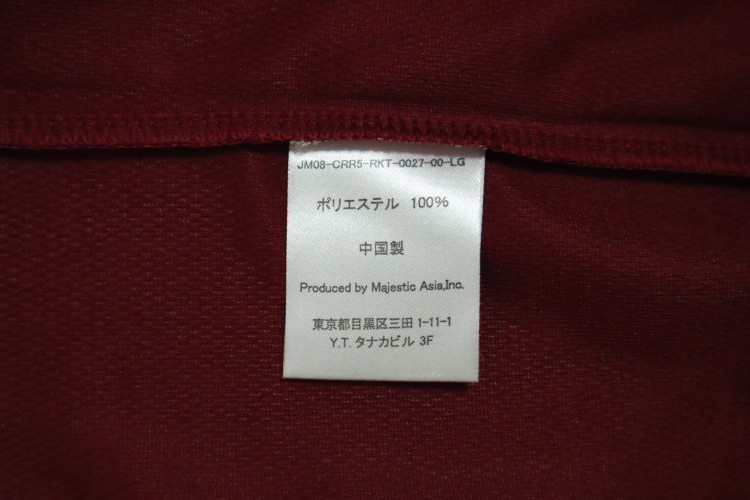 JM08-CRR5-RKT-0027-00-LG
ポリエステル 100%
中国製
Produced by Majestic Asia,Inc.
東京都目黒区三田 1-11-1
Y.T. タナカビル 3F